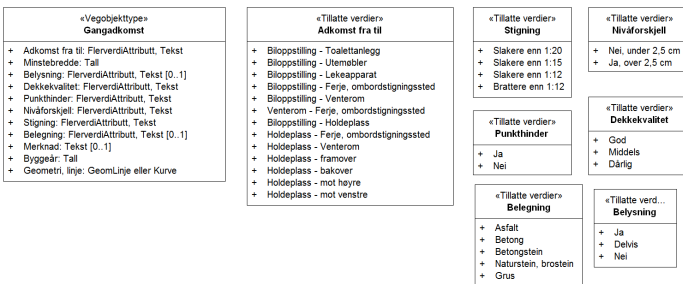 «Vegobjekttype»
Gangadkomst
+ Adkomst fra til: FlerverdiAttributt, Tekst
+ Minstebredde: Tall
+ Belysning: FlerverdiAttributt, Tekst [0..1]
+ Dekkekvalitet: FlerverdiAttributt, Tekst
+ Punkthinder: FlerverdiAttributt, Tekst
+ Nivåforskjell: FlerverdiAttributt, Tekst
+ Stigning: FlerverdiAttributt, Tekst
+ Belegning: FlerverdiAttributt, Tekst [0..1]
+ Merknad: Tekst [0..1]
+ Byggeår: Tall
+ Geometri, linje: GeomLinje eller Kurve
«Tillatte verdier»
Adkomst fra til
+ Biloppstilling - Toalettanlegg
+ Biloppstilling - Utemøbler
+ Biloppstilling - Lekeapparat
+ Biloppstilling - Ferje, ombordstigningssted
+ Biloppstilling - Venterom
+ Venterom - Ferje, ombordstigningssted
+ Biloppstilling - Holdeplass
+ Holdeplass - Ferje, ombordstigningssted
+ Holdeplass - Venterom
+ Holdeplass - framover
+ Holdeplass - bakover
+ Holdeplass - mot høyre
+ Holdeplass - mot venstre
«Tillatte verdier»
Stigning
+ Slakere enn 1:20
+ Slakere enn 1:15
+ Slakere enn 1:12
+ Brattere enn 1:12
«Tillatte verdier»
Nivåforskjell
+ Nei, under 2,5 cm
+ Ja, over 2,5 cm
«Tillatte verdier»
Punkthinder
+ Ja
+ Nei
«Tillatte verdier»
Dekkekvalitet
+ God
+ Middels
+ Dårlig
«Tillatte verdier»
Belegning
+ Asfalt
+ Betong
+ Betongstein
+ Naturstein, brostein
+ Grus
«Tillatte verd...
Belysning
+ Ja
+ Delvis
+ Nei